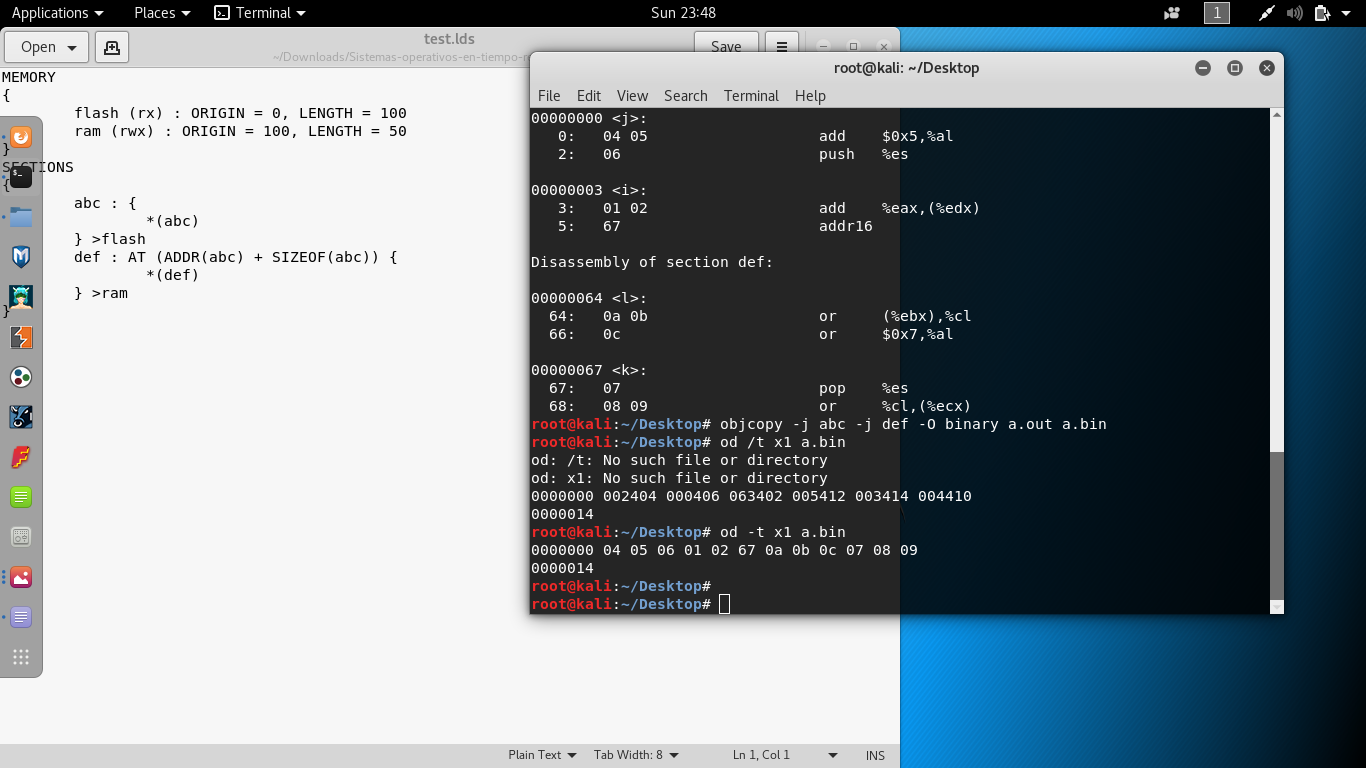 Applications Places Terminal Sun 23:48 1
Open test.lds Save
~/Downloads/Sistemas-operativos-en-tiempo-r
MEMORY
{
flash (rx) : ORIGIN = 0, LENGTH = 100
ram (rwx) : ORIGIN = 100, LENGTH = 50
}
SECTIONS
{
abc : {
*(abc)
} >flash
def : AT (ADDR(abc) + SIZEOF(abc)) {
*(def)
} >ram
}
Plain Text Tab Width: 8 Ln 1, Col 1 INS
root@kali: ~/Desktop
File Edit View Search Terminal Help
00000000 <j>:
0: 04 05 add $0x5,%al
2: 06 push %es
00000003 <i>:
3: 01 02 add %eax,(%edx)
5: 67 addr16
Disassembly of section def:
00000064 <l>:
64: 0a 0b or (%ebx),%cl
66: 0c or $0x7,%al
00000067 <k>:
67: 07 pop %es
68: 08 09 or %cl,(%ecx)
root@kali:~/Desktop# objcopy -j abc -j def -O binary a.out a.bin
root@kali:~/Desktop# od /t x1 a.bin
od: /t: No such file or directory
od: x1: No such file or directory
0000000 002404 000406 063402 005412 003414 004410
0000014
root@kali:~/Desktop# od -t x1 a.bin
0000000 04 05 06 01 02 67 0a 0b 0c 07 08 09
0000014
root@kali:~/Desktop#
root@kali:~/Desktop#